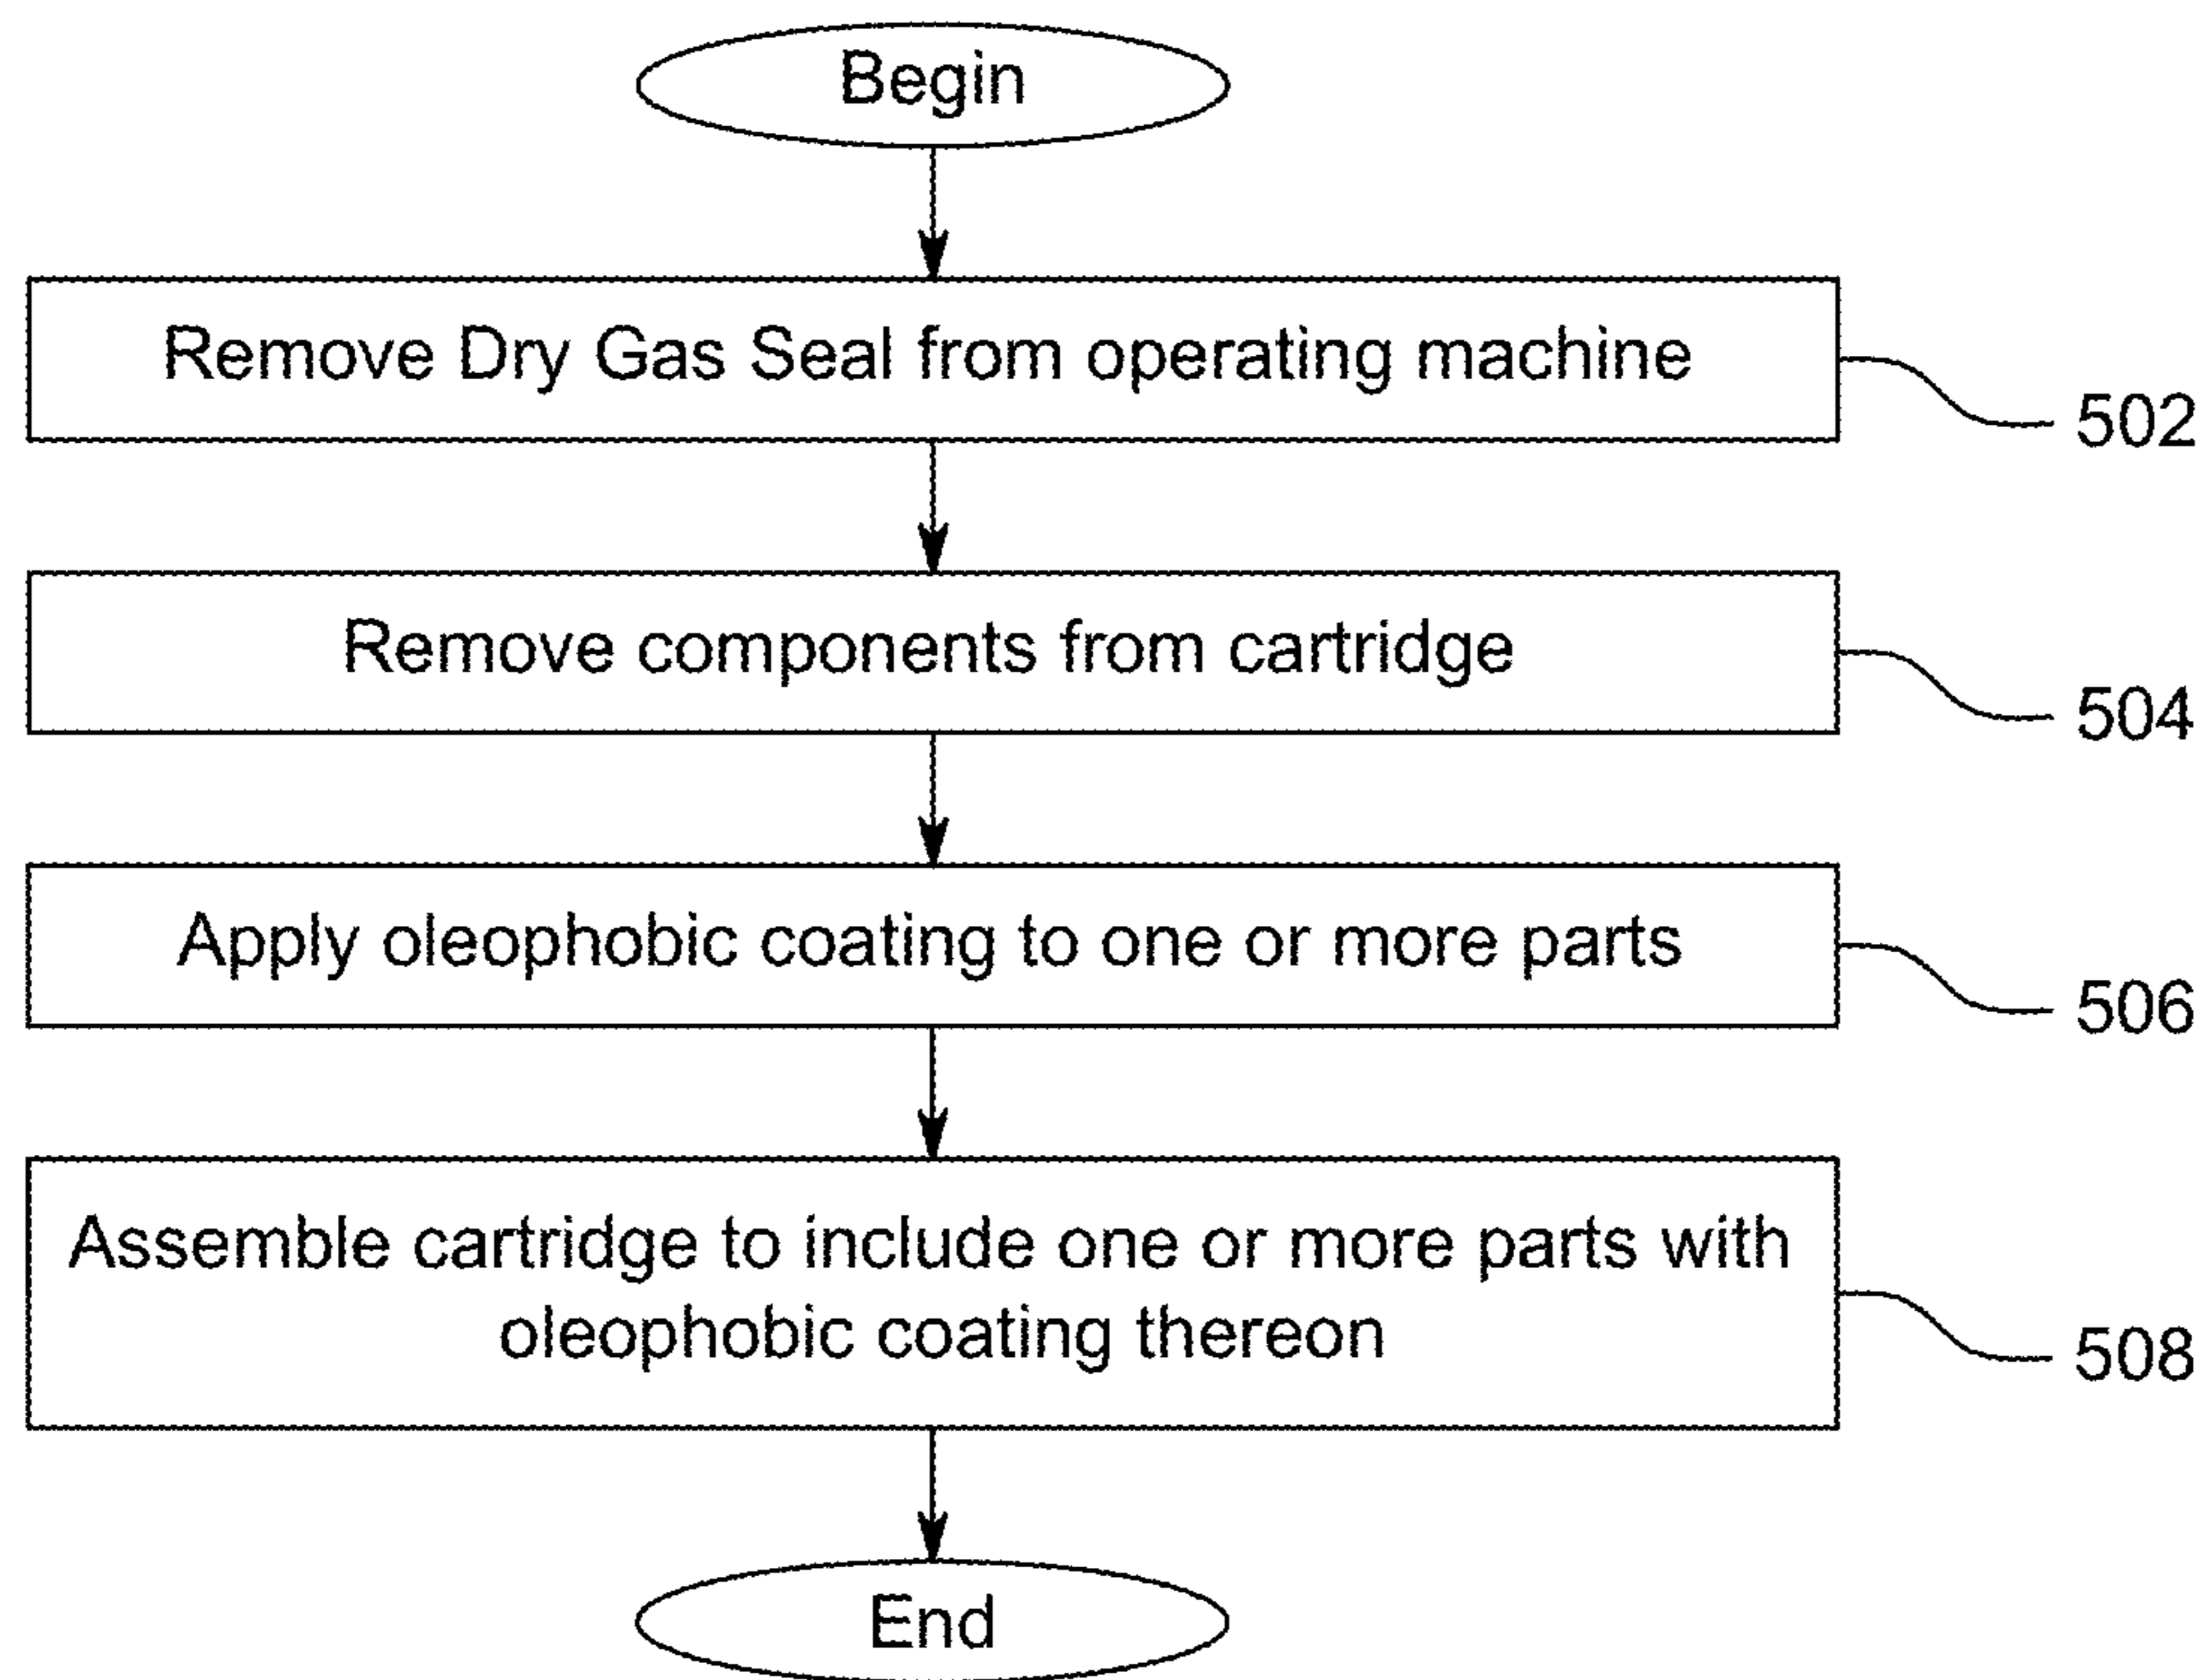 Begin
Remove Dry Gas Seal from operating machine
502
Remove components from cartridge
504
Apply oleophobic coating to one or more parts
506
Assemble cartridge to include one or more parts with
oleophobic coating thereon
508
End